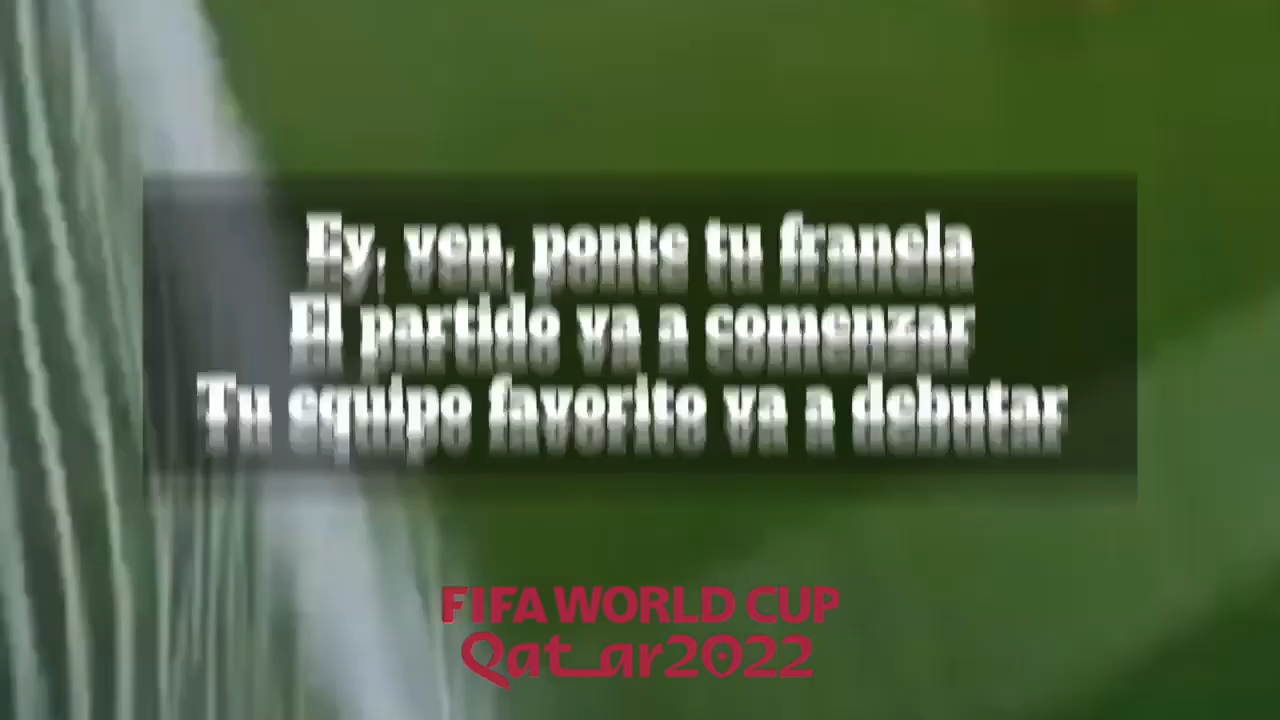 Ey, ven, ponte tu franela
El partido va a comenzar
Tu equipo favorito va a debutar
FIFA WORLD CUP
Qatar2022